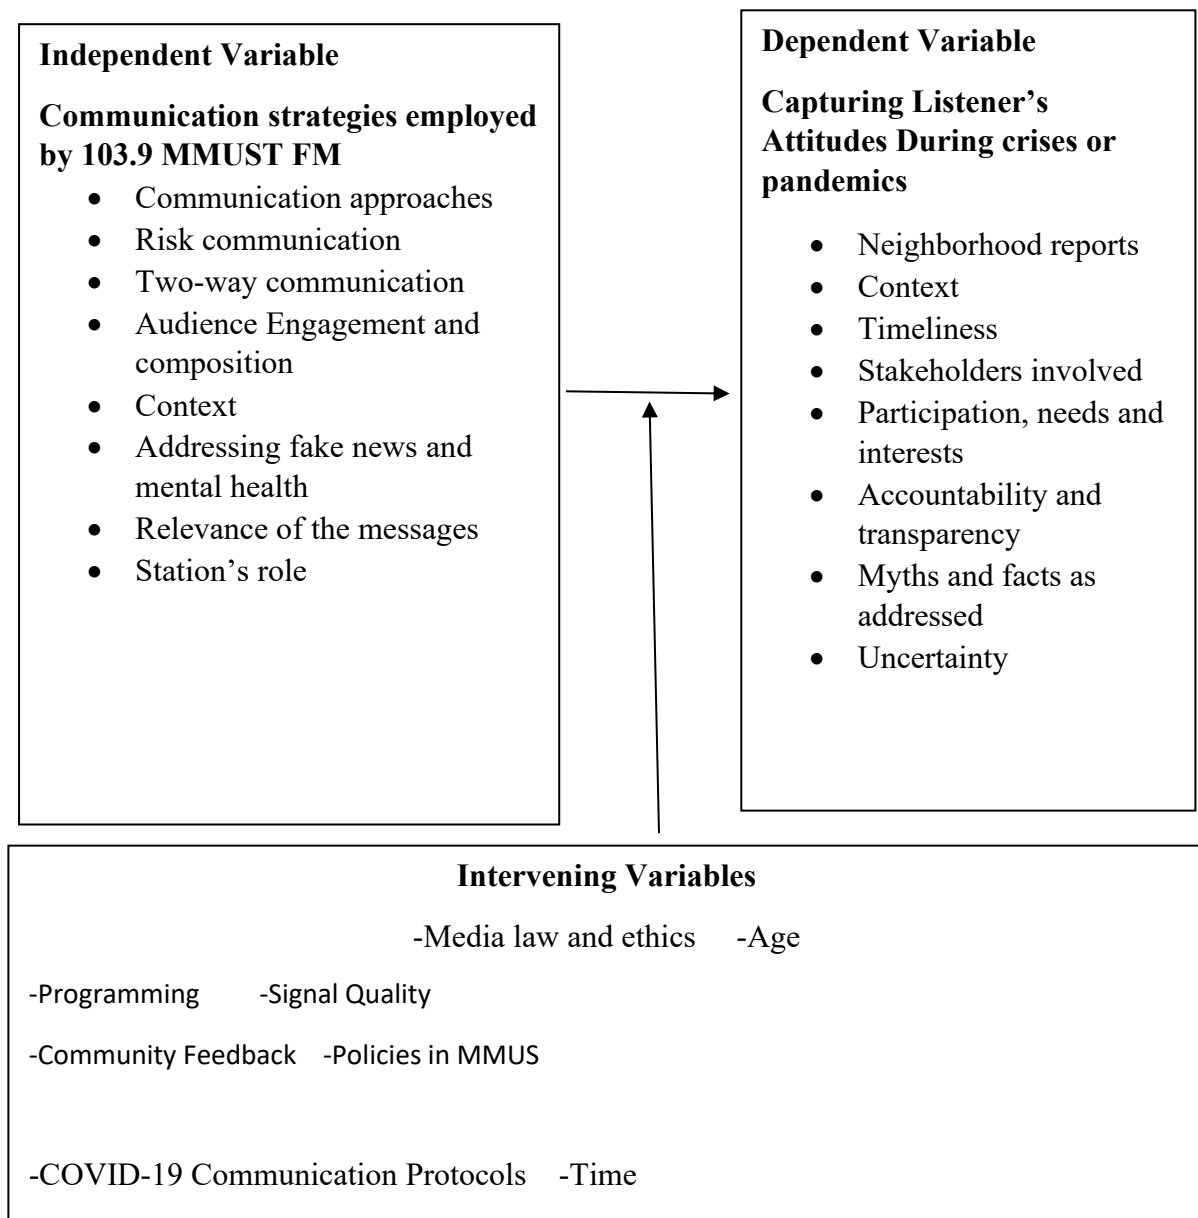 Independent Variable
Communication strategies employed
by 103.9 MMUST FM
• Communication approaches
• Risk communication
• Two-way communication
• Audience Engagement and
composition
• Context
• Addressing fake news and
mental health
• Relevance of the messages
• Station’s role
Dependent Variable
Capturing Listener’s
Attitudes During crises or
pandemics
• Neighborhood reports
• Context
• Timeliness
• Stakeholders involved
• Participation, needs and
interests
• Accountability and
transparency
• Myths and facts as
addressed
• Uncertainty
Intervening Variables
-Media law and ethics -Age
-Programming -Signal Quality
-Community Feedback -Policies in MMUS
-COVID-19 Communication Protocols -Time